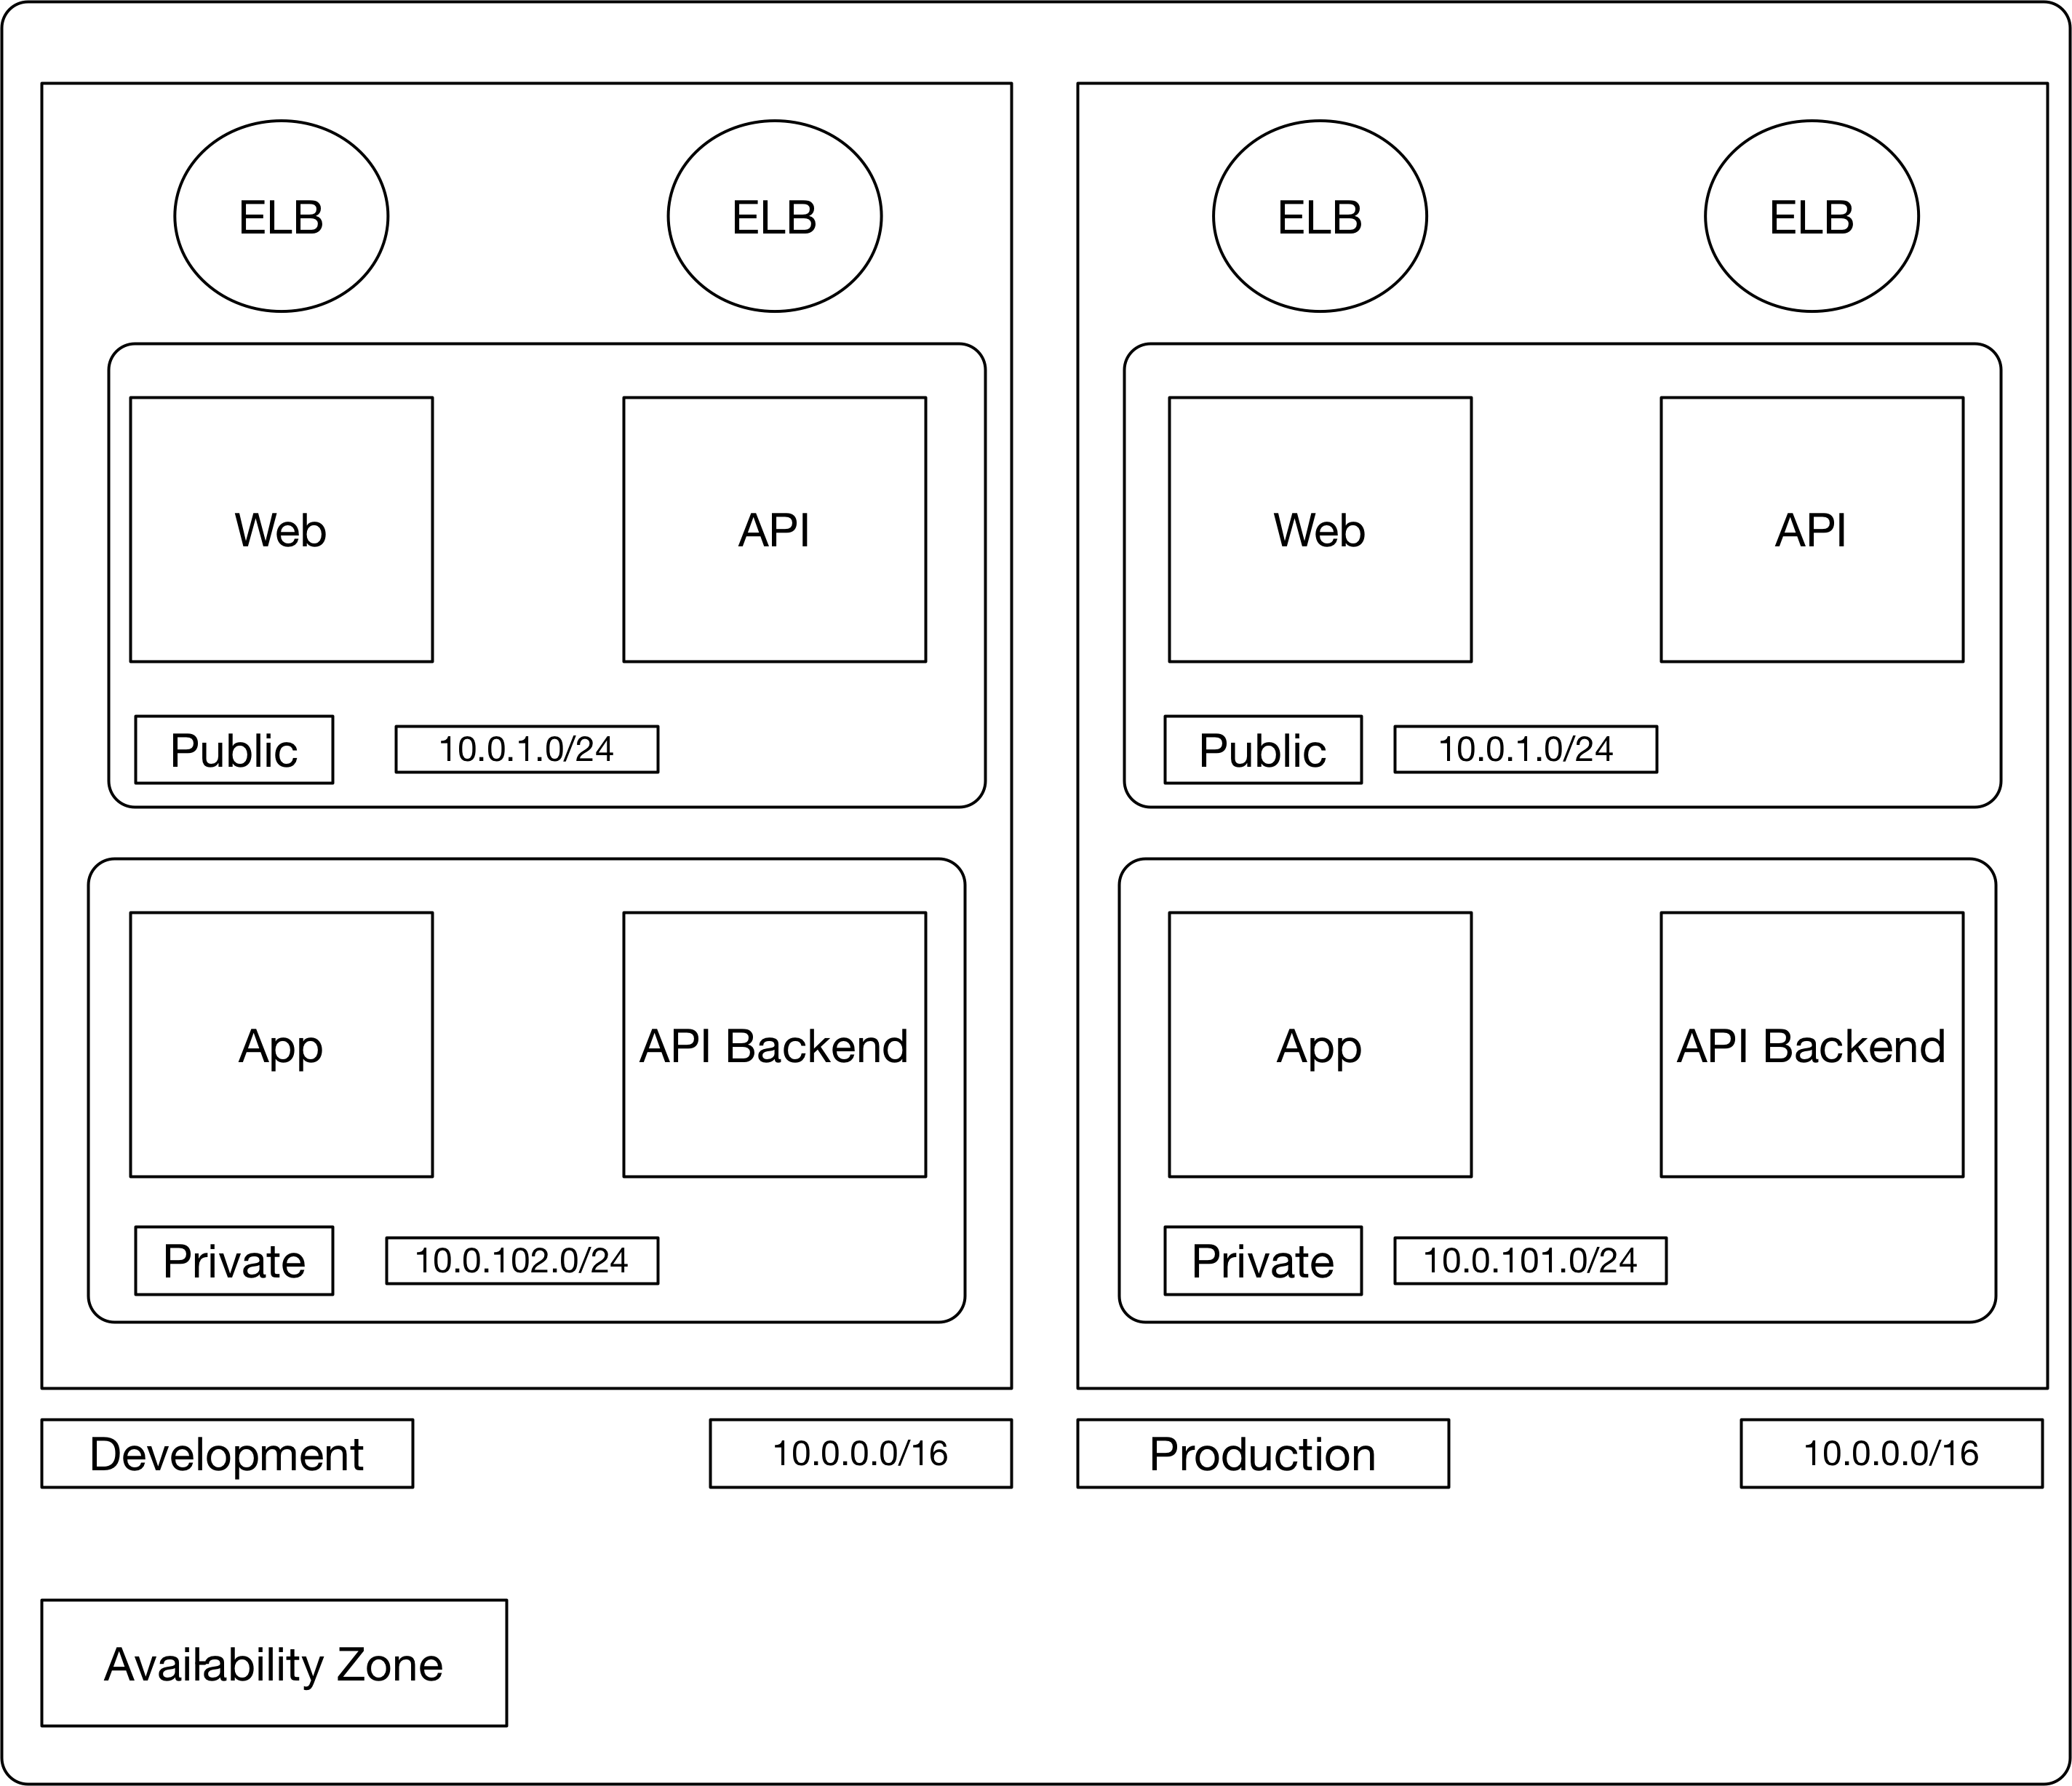 ELB
ELB
Web
API
Public
10.0.1.0/24
App
API Backend
Private
10.0.102.0/24
Development
10.0.0.0/16
ELB
ELB
Web
API
Public
10.0.1.0/24
App
API Backend
Private
10.0.101.0/24
Production
10.0.0.0/16
Availability Zone